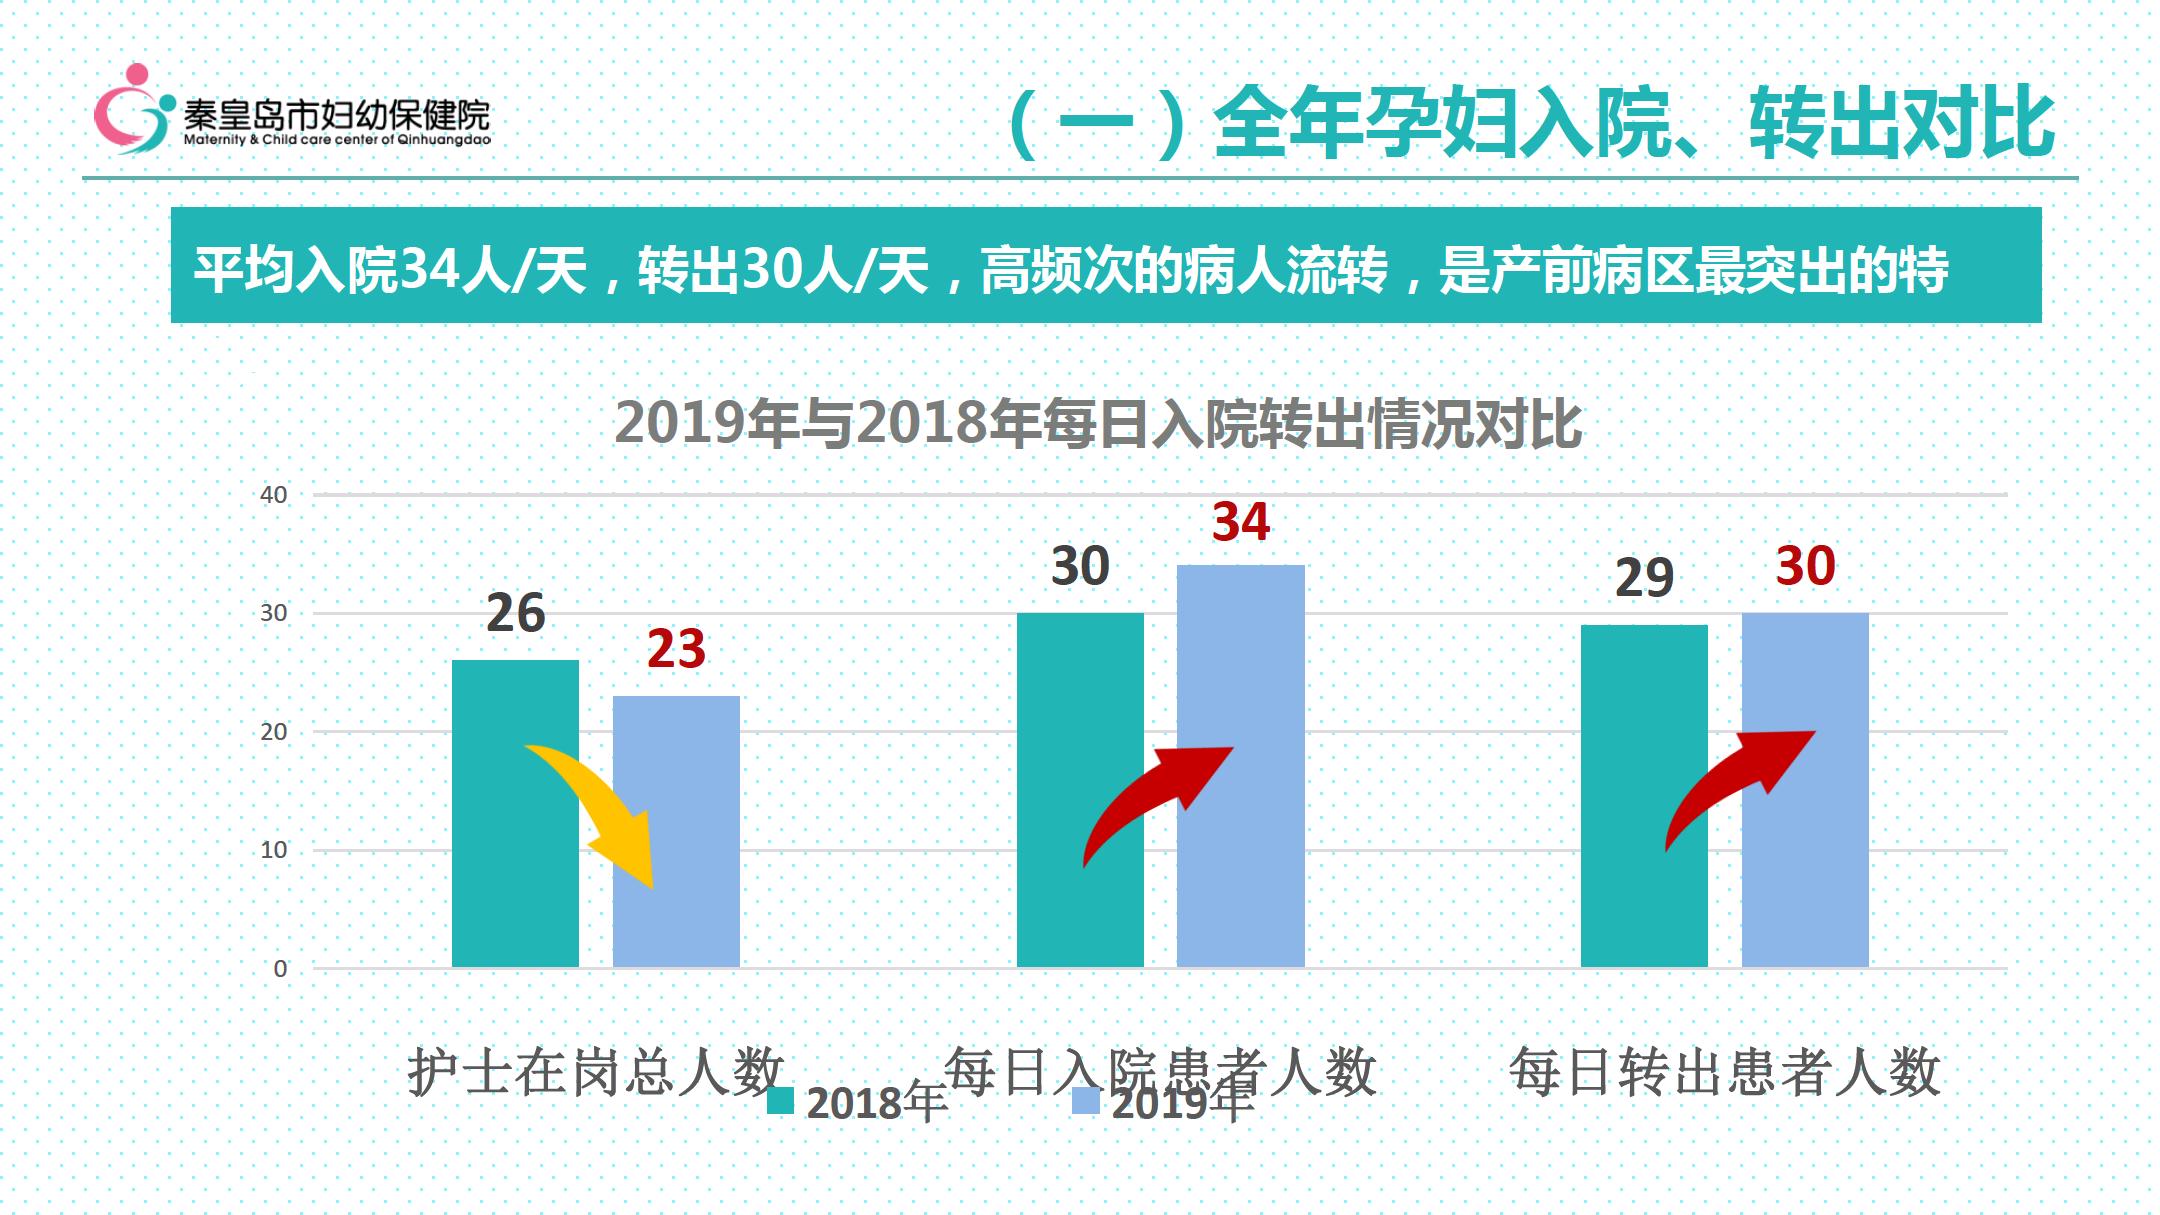 秦皇岛市妇幼保健院
Maternity & Child care center of Qinhuangdao
（一）全年孕妇入院、转出对比
平均入院34人/天，转出30人/天，高频次的病人流转，是产前病区最突出的特
2019年与2018年每日入院转出情况对比
40
30
20
10
0
26
23
30
34
29
30
护士在岗总人数
每日入院患者人数
每日转出患者人数
2018年
2019年